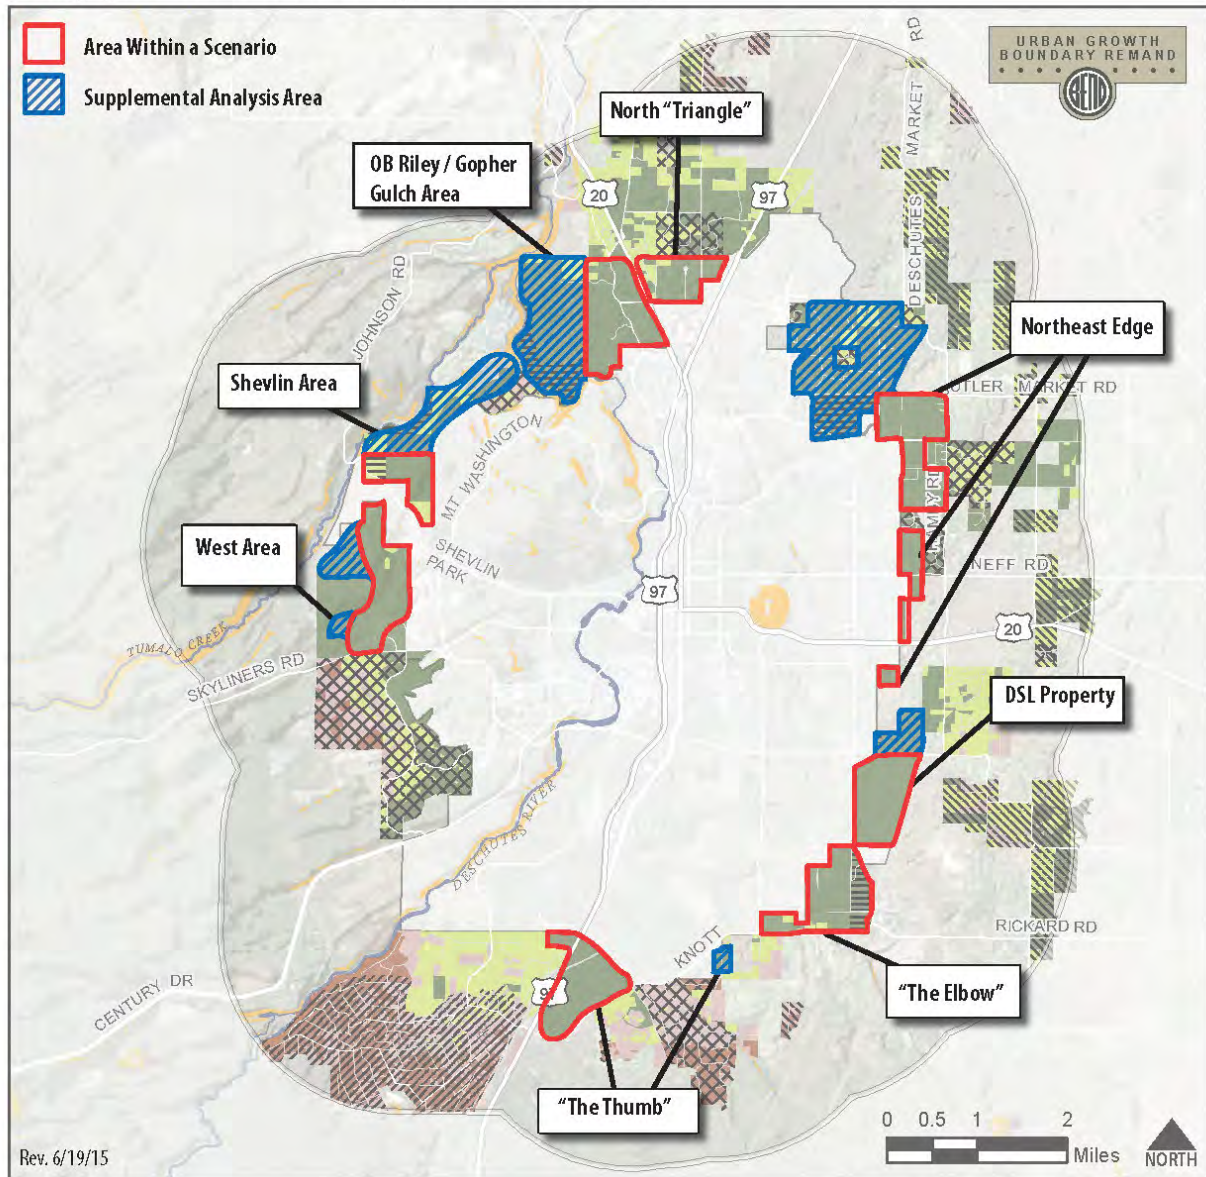 Area Within a Scenario
Supplemental Analysis Area
URBAN GROWTH
BOUNDARY REMAND
BEND
North "Triangle"
OB Riley / Gopher
Gulch Area
20
97
DESCHUTES MARKET RD
JOHNSON RD
Northeast Edge
Shevlin Area
BUTLER MARKET RD
MT WASHINGTON
West Area
SHEVLIN
PARK
HAMBY RD
NEFF RD
97
20
TUMALO CREEK
SKYLINERS RD
DSL Property
DESCHUTES RIVER
KNOTT
RICKARD RD
CENTURY DR
97
"The Elbow"
"The Thumb"
0 0.5 1 2
Miles
NORTH
Rev. 6/19/15